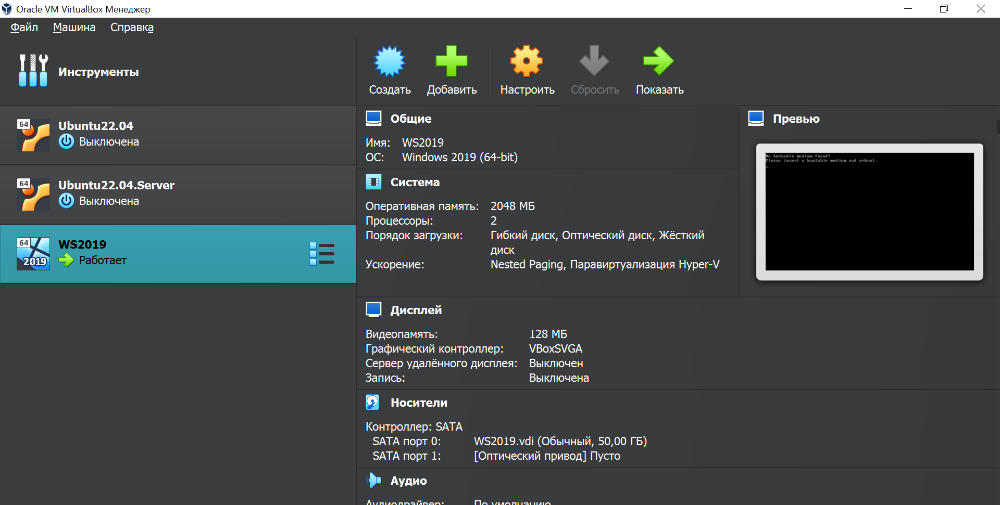 Oracle VM VirtualBox Менеджер
Файл Машина Справка
Инструменты
Создать Добавить Настроить Сбросить Показать
64
Ubuntu22.04
Выключена
64
Ubuntu22.04.Server
Выключена
64
2019
WS2019
Работает
Общие
Имя: WS2019
ОС: Windows 2019 (64-bit)
Система
Оперативная память: 2048 МБ
Процессоры: 2
Порядок загрузки: Гибкий диск, Оптический диск, Жёсткий
диск
Ускорение: Nested Paging, Паравиртуализация Hyper-V
Превью
No bootable medium found!
Please insert a bootable medium and reboot.
Дисплей
Видеопамять: 128 МБ
Графический контроллер: VBoxSVGA
Сервер удалённого дисплея: Выключен
Запись: Выключена
Носители
Контроллер: SATA
SATA порт 0: WS2019.vdi (Обычный, 50,00 ГБ)
SATA порт 1: [Оптический привод] Пусто
Аудио
Аудиодрайвер: По умолчанию